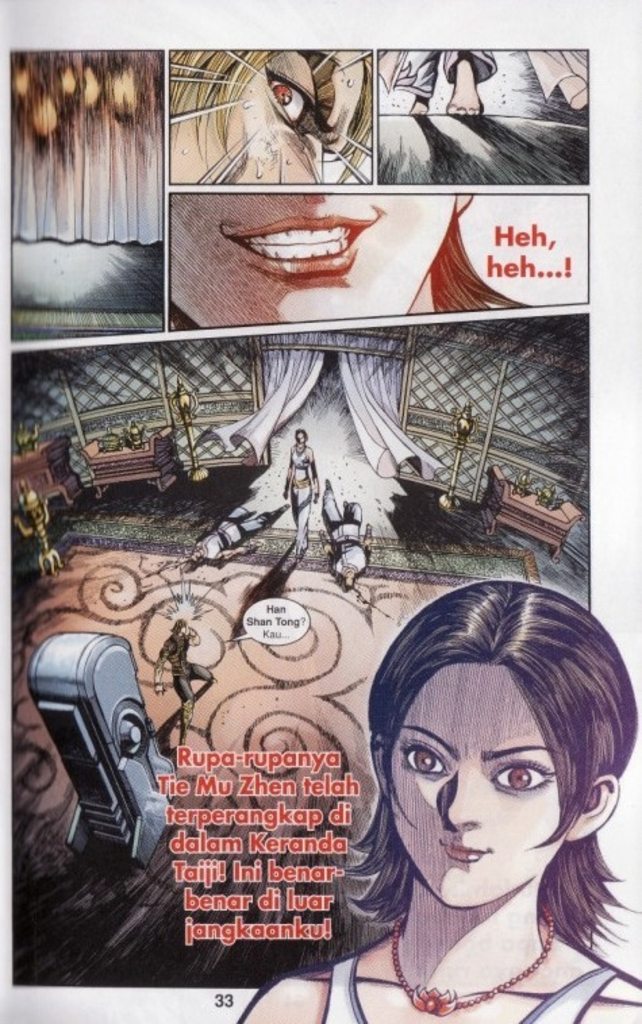 Heh,
heh...!
Han
Shan Tong?
Kau...
Rupa-rupanya
Tie Mu Zhen telah
terperangkap di
dalam Keranda
Taiji! Ini benar-
benar di luar
jangkaanku!
33